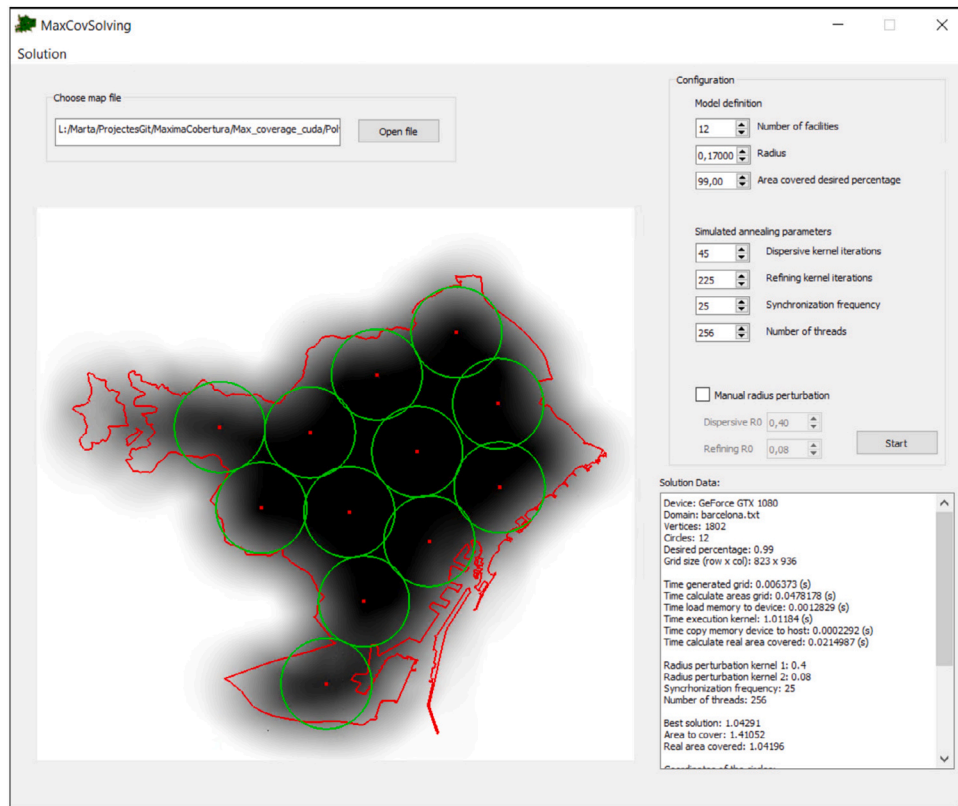 MaxCovSolving
Solution
Choose map file
L:/Marta/ProjectesGit/MaximaCobertura/Max_coverage_cuda/Pol
Open file
Configuration
Model definition
12 Number of facilities
0,17000 Radius
99,00 Area covered desired percentage
Simulated annealing parameters
45 Dispersive kernel iterations
225 Refining kernel iterations
25 Synchronization frequency
256 Number of threads
Manual radius perturbation
Dispersive R0 0,40
Refining R0 0,08
Start
Solution Data:
Device: GeForce GTX 1080
Domain: barcelona.txt
Vertices: 1802
Circles: 12
Desired percentage: 0.99
Grid size (row x col): 823 x 936
Time generated grid: 0.006373 (s)
Time calculate areas grid: 0.0478178 (s)
Time load memory to device: 0.0012829 (s)
Time execution kernel: 1.01184 (s)
Time copy memory device to host: 0.0002292 (s)
Time calculate real area covered: 0.0214987 (s)
Radius perturbation kernel 1: 0.4
Radius perturbation kernel 2: 0.08
Syncrhonization frequency: 25
Number of threads: 256
Best solution: 1.04291
Area to cover: 1.41052
Real area covered: 1.04196